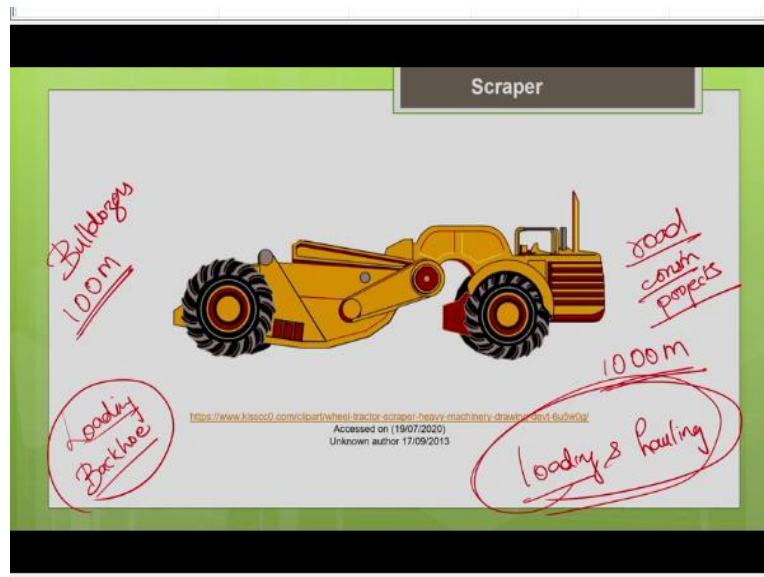 Scraper
Bulldozers
100m
road
constn
projects
1000m
Loading
Backhoe
https://www.kisscc0.com/clipart/wheel-tractor-scraper-heavy-machinery-drawing-devt-6u5w0g/
Accessed on (19/07/2020)
Unknown author 17/09/2013
loading & hauling